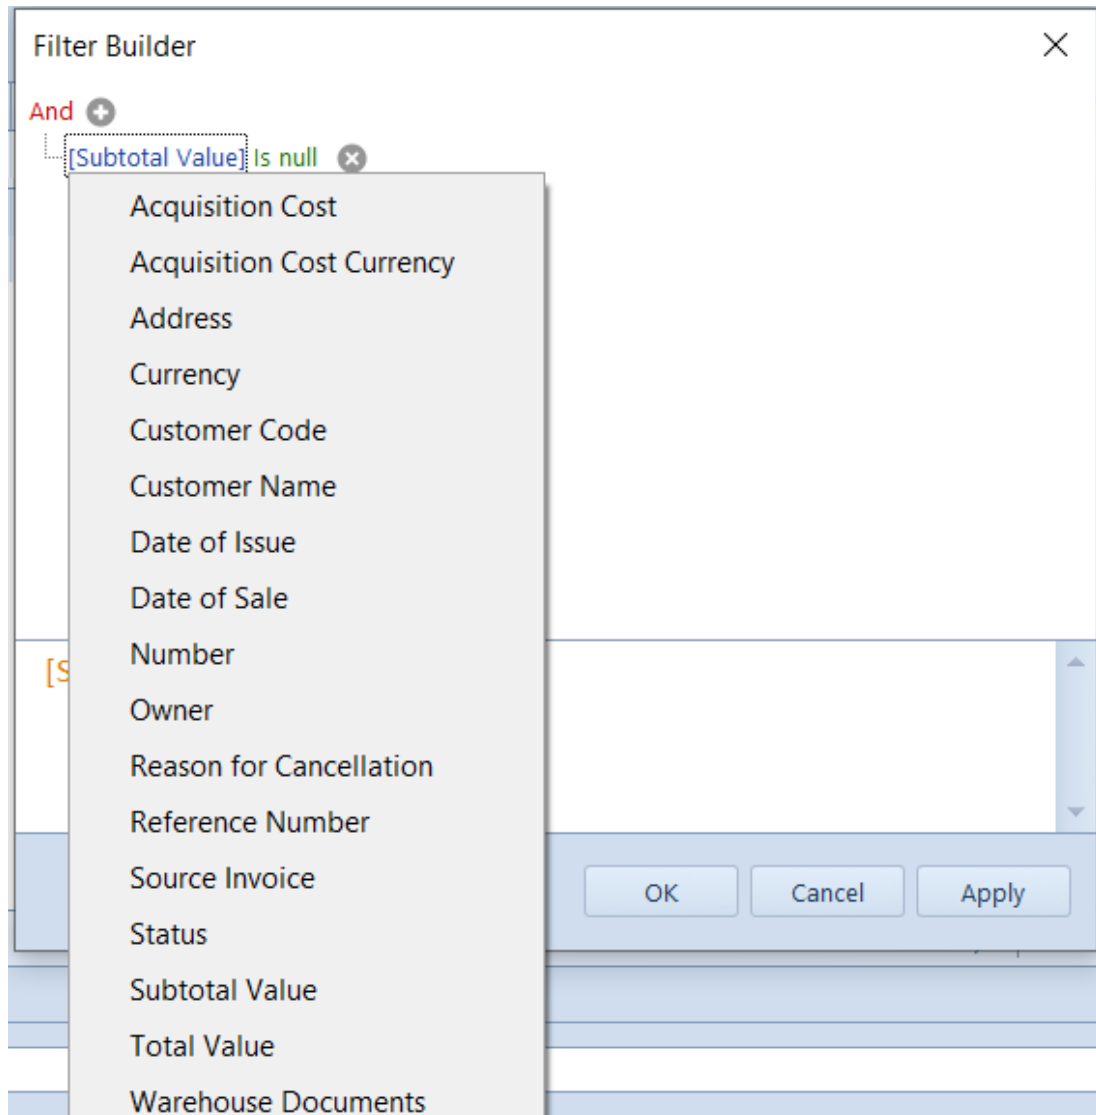 Filter Builder
And
[Subtotal Value] Is null
Acquisition Cost
Acquisition Cost Currency
Address
Currency
Customer Code
Customer Name
Date of Issue
Date of Sale
Number
[S
Owner
Reason for Cancellation
Reference Number
Source Invoice
OK Cancel Apply
Status
Subtotal Value
Total Value
Warehouse Documents